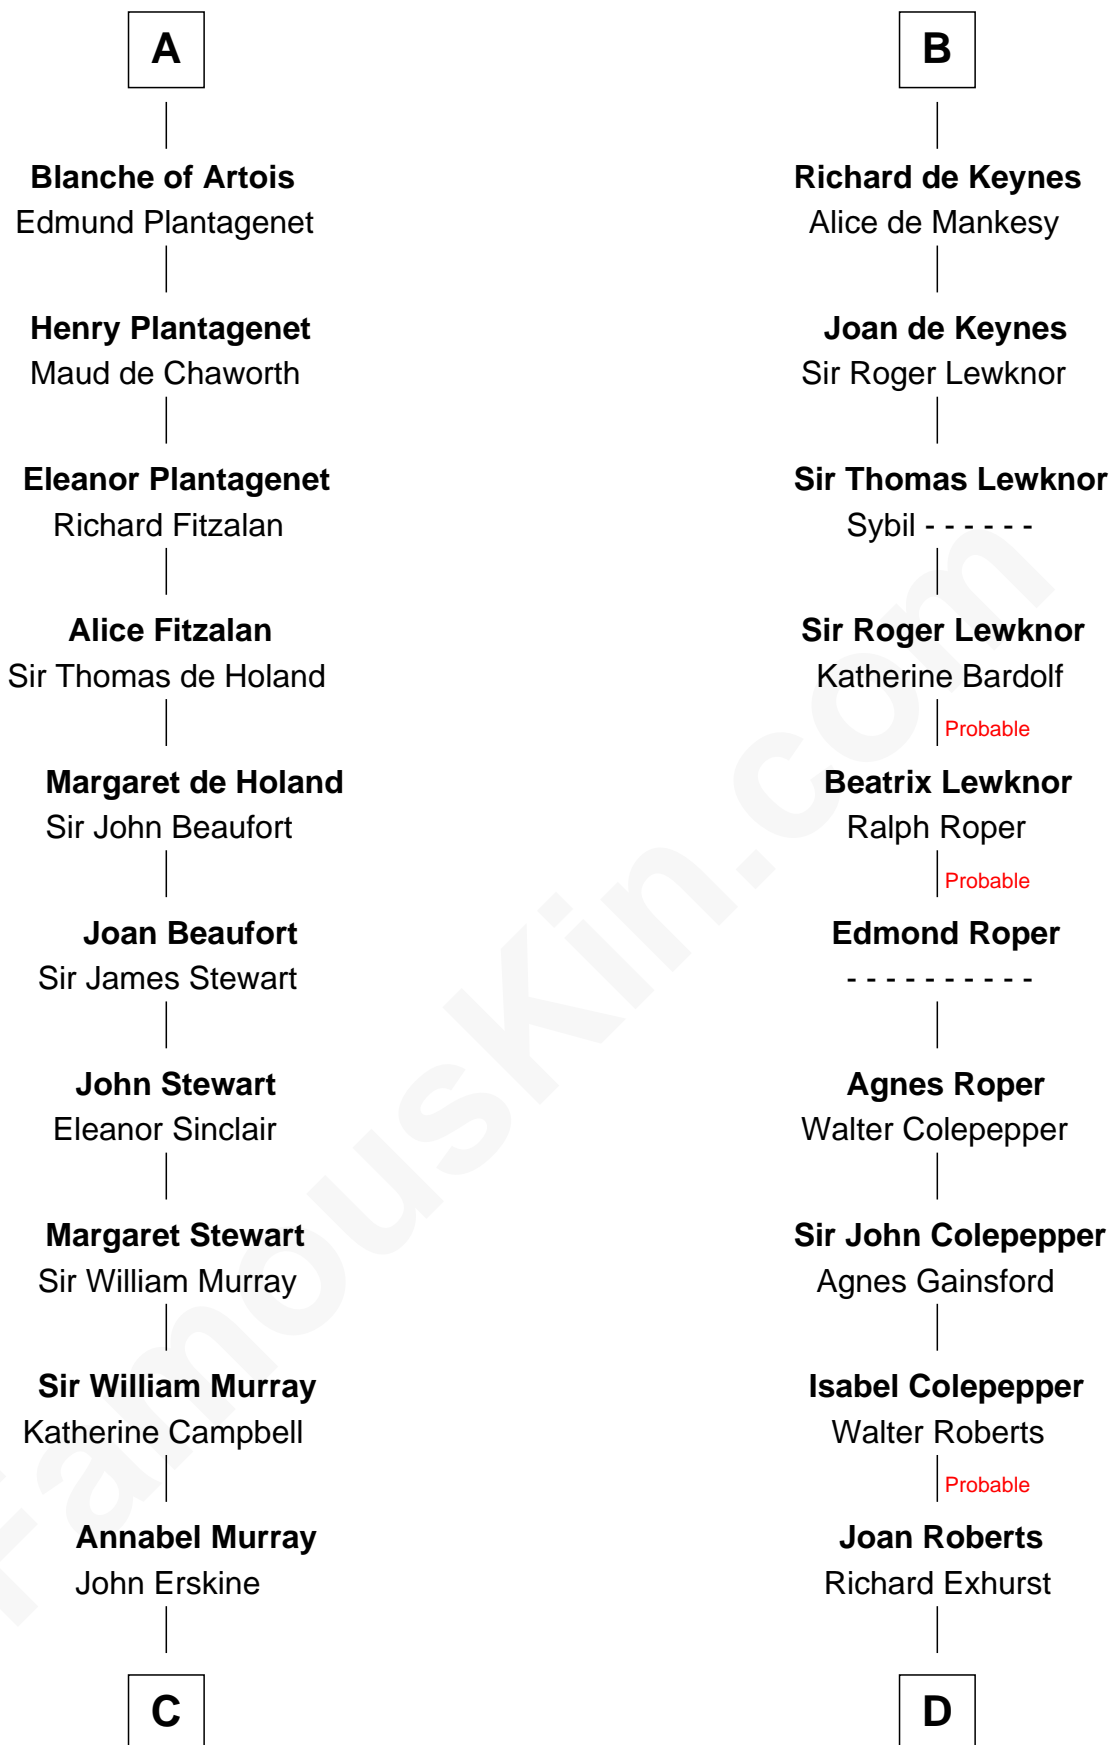 A
Blanche of Artois
Edmund Plantagenet
Henry Plantagenet
Maud de Chaworth
Eleanor Plantagenet
Richard Fitzalan
Alice Fitzalan
Sir Thomas de Holand
Margaret de Holand
Sir John Beaufort
Joan Beaufort
Sir James Stewart
John Stewart
Eleanor Sinclair
Margaret Stewart
Sir William Murray
Sir William Murray
Katherine Campbell
Annabel Murray
John Erskine
C
B
Richard de Keynes
Alice de Mankesy
Joan de Keynes
Sir Roger Lewknor
Sir Thomas Lewknor
Sybil - - - - - -
Sir Roger Lewknor
Katherine Bardolf
Probable
Beatrix Lewknor
Ralph Roper
Probable
Edmond Roper
- - - - - - - - - -
Agnes Roper
Walter Colepepper
Sir John Colepepper
Agnes Gainsford
Isabel Colepepper
Walter Roberts
Probable
Joan Roberts
Richard Exhurst
D
FamousKin.com